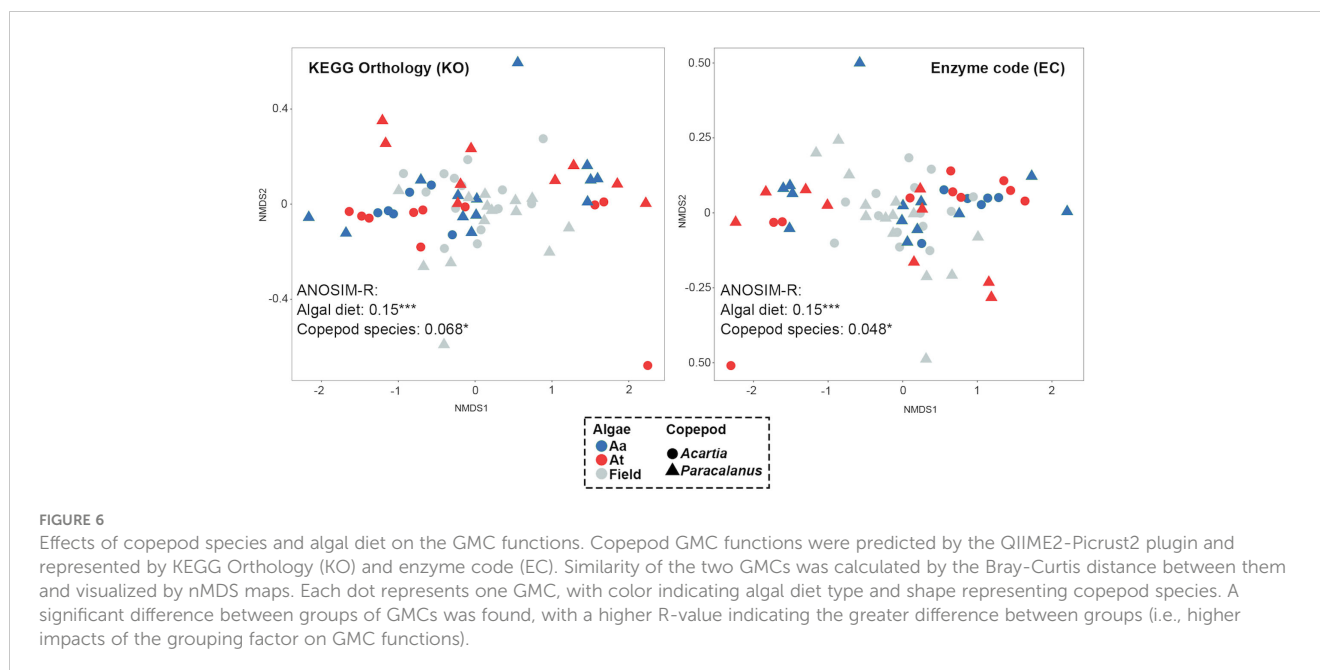 KEGG Orthology (KO)
0.4
0
-0.4
NMDS2
ANOSIM-R:
Algal diet: 0.15***
Copepod species: 0.068*
-2
-1
0
1
2
NMDS1
Enzyme code (EC)
0.50
0.25
0
-0.25
0.50
NMDS2
ANOSIM-R:
Algal diet: 0.15***
Copepod species: 0.048*
-2
-1
0
1
2
NMDS1
Algae
Aa
At
Field
Copepod
Acartia
Paracalanus
FIGURE 6
Effects of copepod species and algal diet on the GMC functions. Copepod GMC functions were predicted by the QIIME2-Picrust2 plugin and
represented by KEGG Orthology (KO) and enzyme code (EC). Similarity of the two GMCs was calculated by the Bray-Curtis distance between them
and visualized by nMDS maps. Each dot represents one GMC, with color indicating algal diet type and shape representing copepod species. A
significant difference between groups of GMCs was found, with a higher R-value indicating the greater difference between groups (i.e., higher
impacts of the grouping factor on GMC functions).